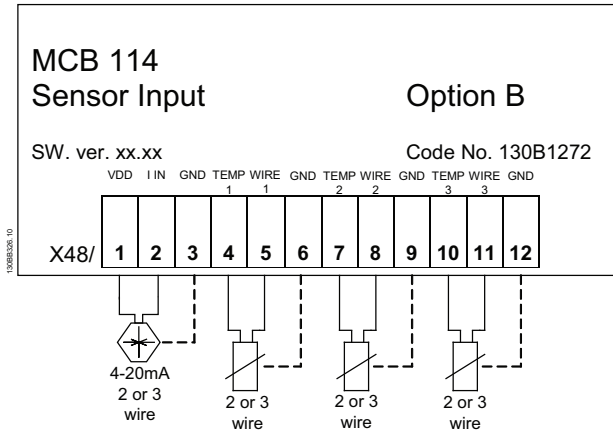 MCB 114
Sensor Input Option B
SW. ver. xx.xx Code No. 130B1272
VDD I IN GND TEMP WIRE GND TEMP WIRE GND TEMP WIRE GND
1 1 2 2 3 3
X48/ 1 2 3 4 5 6 7 8 9 10 11 12
130BB326.10
4-20mA
2 or 3
wire
2 or 3
wire
2 or 3
wire
2 or 3
wire